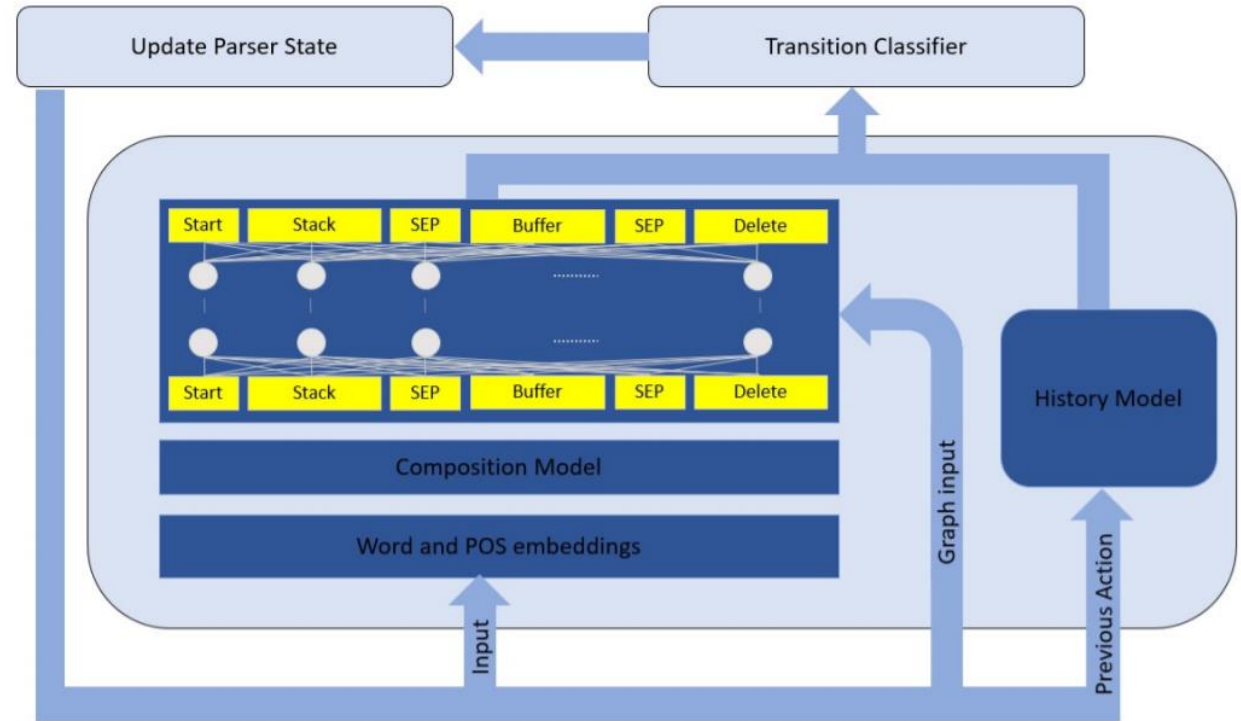 Update Parser State
Transition Classifier
Start Stack SEP Buffer SEP Delete
Start Stack SEP Buffer SEP Delete
History Model
Composition Model
Word and POS embeddings
Input
Graph input
Previous Action